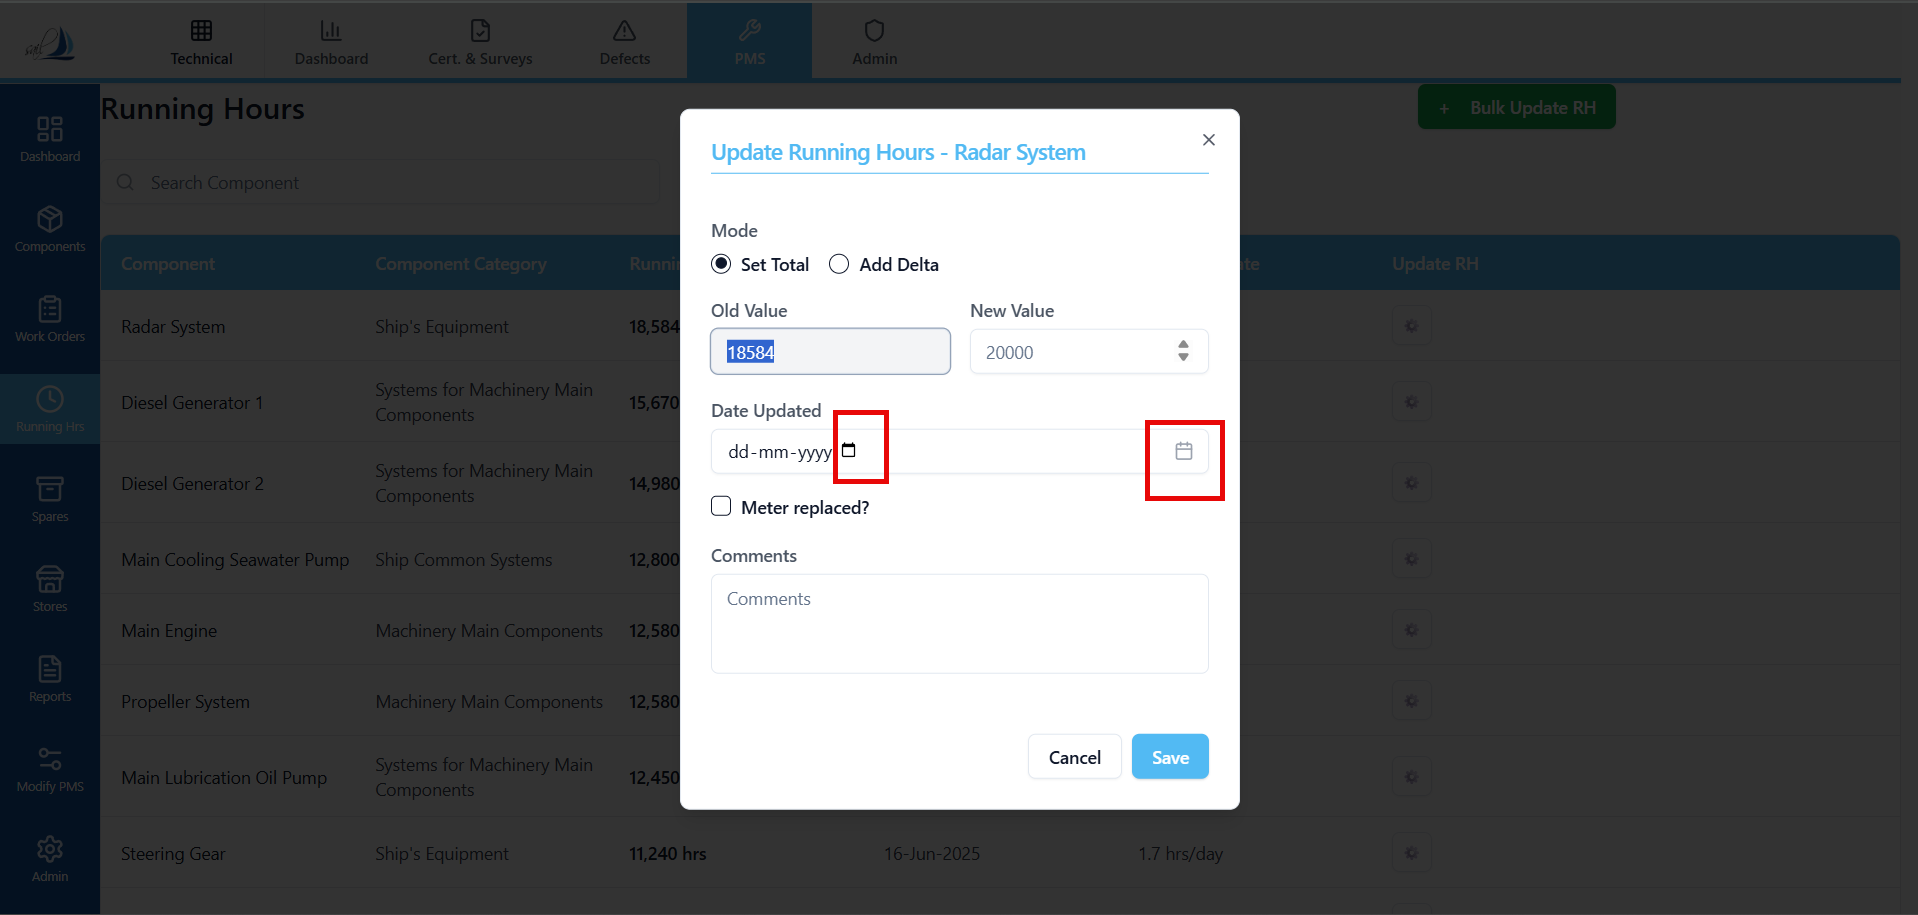 sail
Technical
Dashboard
Cert. & Surveys
Defects
PMS
Admin
Dashboard
Components
Work Orders
Running Hrs
Spares
Stores
Reports
Modify PMS
Admin
Running Hours
+ Bulk Update RH
Search Component
Component
Component Category
Update RH
Radar System
Ship's Equipment
18,584
Diesel Generator 1
Systems for Machinery Main
Components
15,670
Diesel Generator 2
Systems for Machinery Main
Components
14,980
Main Cooling Seawater Pump
Ship Common Systems
12,800
Main Engine
Machinery Main Components
12,580
Propeller System
Machinery Main Components
12,580
Main Lubrication Oil Pump
Systems for Machinery Main
Components
12,450
Steering Gear
Ship's Equipment
11,240 hrs
16-Jun-2025
1.7 hrs/day
Update Running Hours - Radar System
Mode
Set Total
Add Delta
Old Value
New Value
18584
20000
Date Updated
dd-mm-yyyy
Meter replaced?
Comments
Comments
Cancel
Save